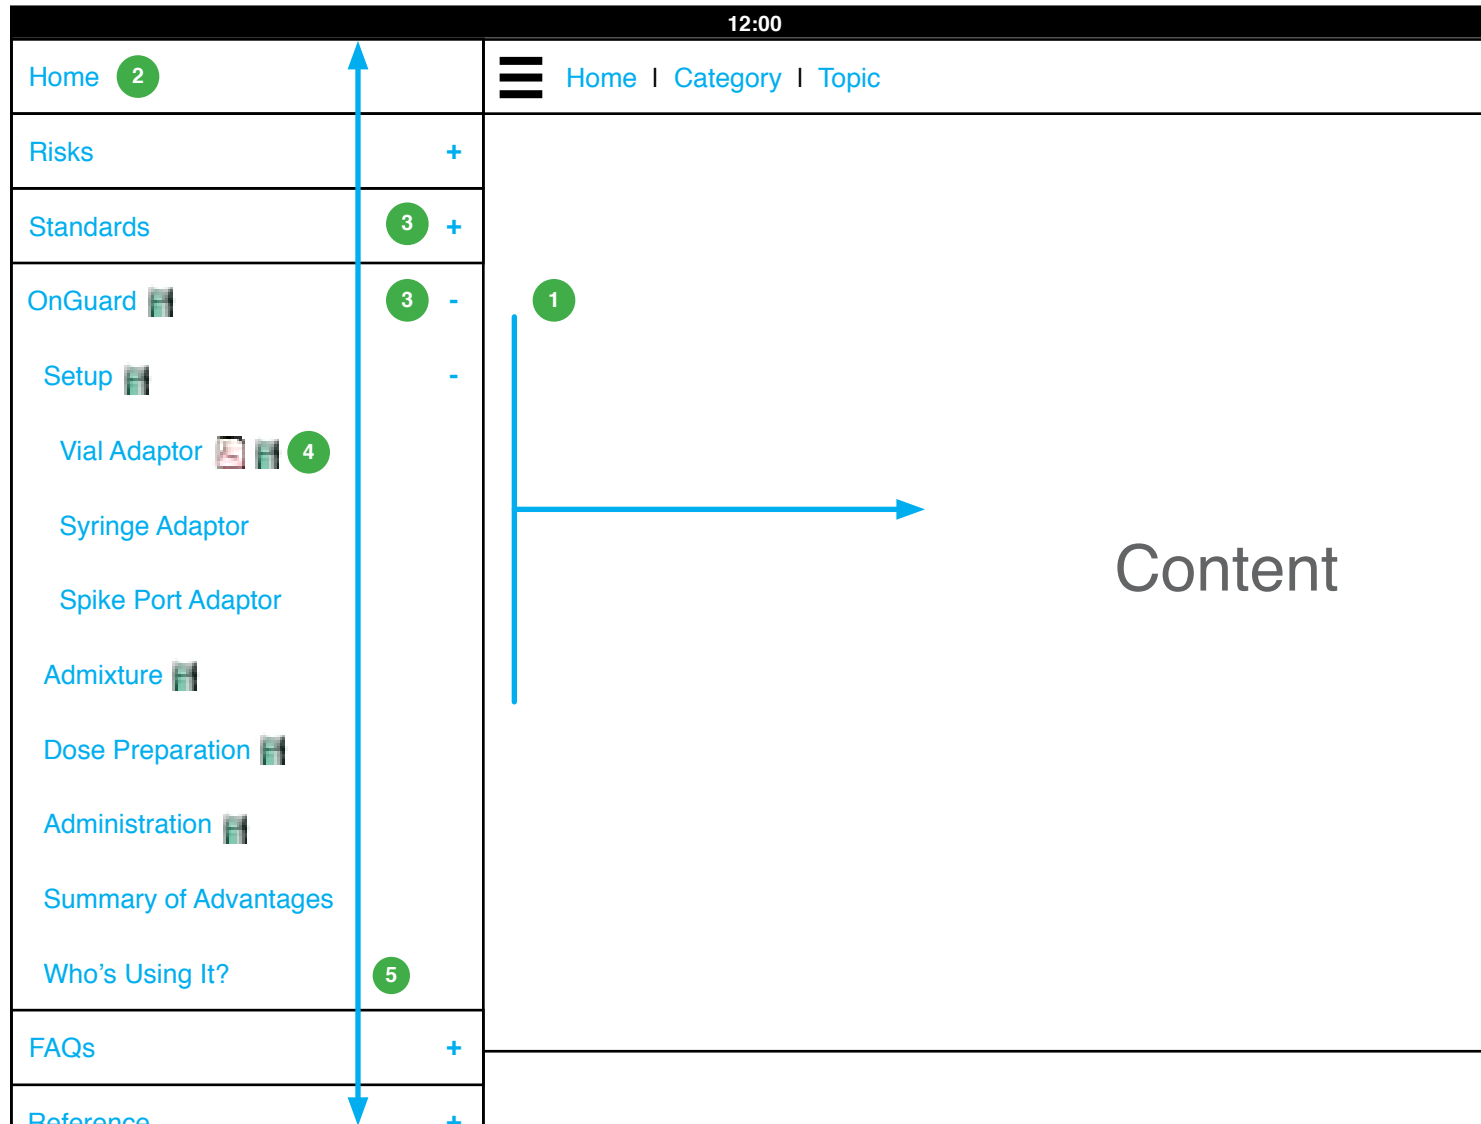 12:00
Home 2
Home | Category | Topic
Risks +
Standards 3 +
OnGuard 3 -
1
Setup -
Vial Adaptor 4
Syringe Adaptor
Content
Spike Port Adaptor
Admixture
Dose Preparation
Administration
Summary of Advantages
Who’s Using It? 5
FAQs +
Reference +